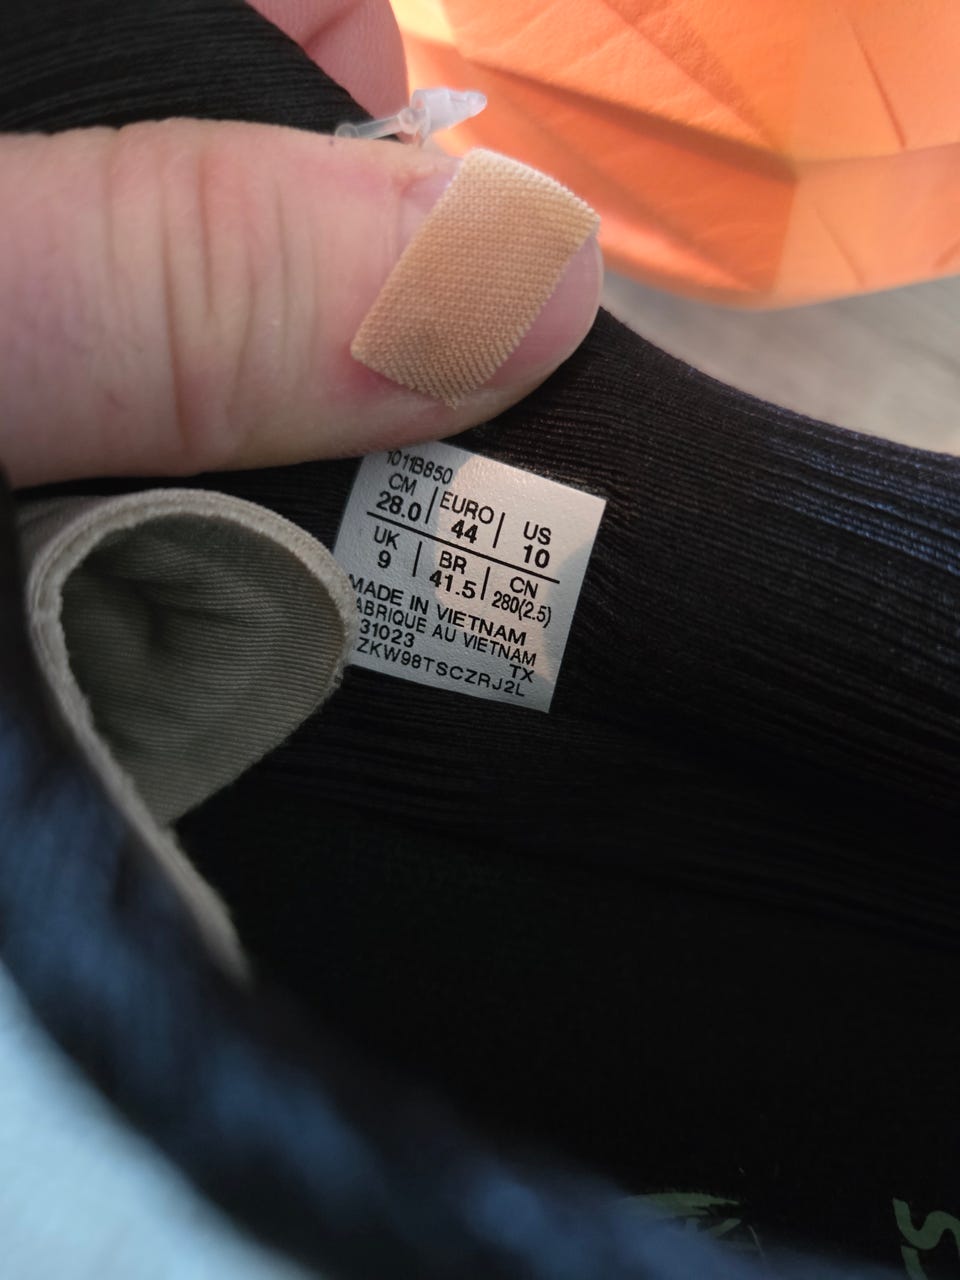 1011B850
CM EURO US
28.0 44 10
UK BR CN
9 41.5 280(2.5)
MADE IN VIETNAM
ABRIQUE AU VIETNAM
31023 TX
ZKW98TSCZRJ2L